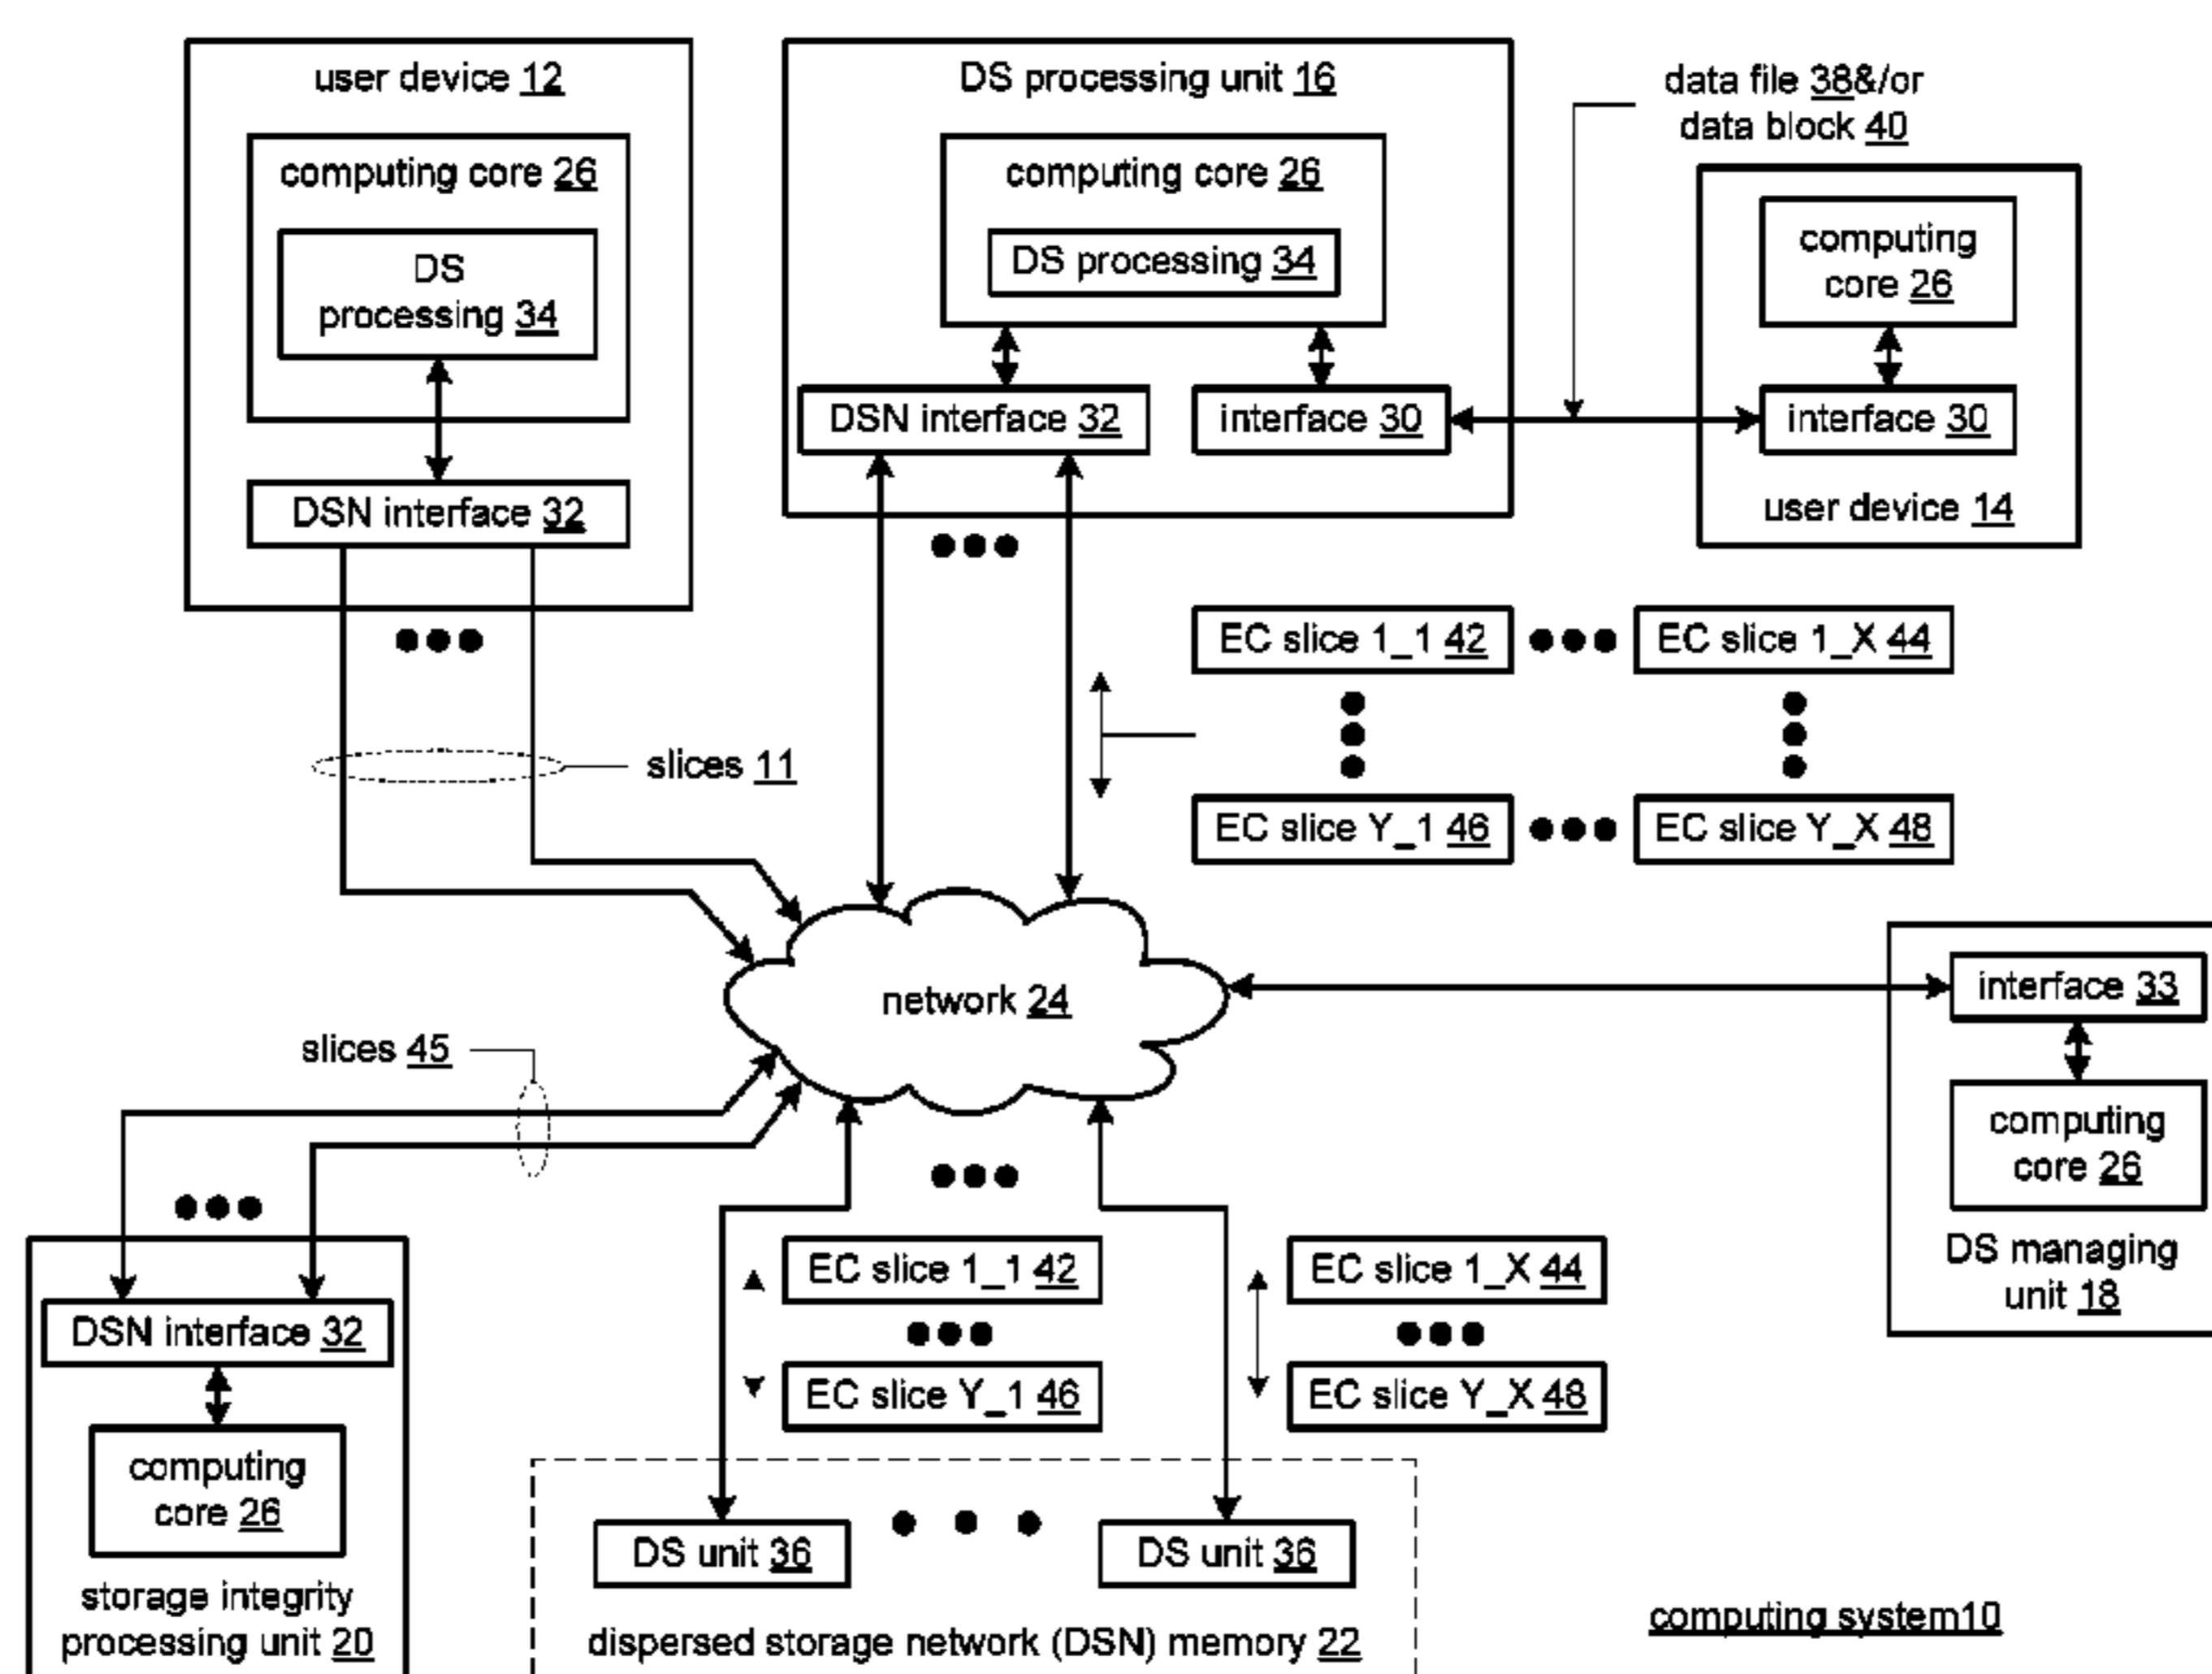 user device 12
computing core 26
DS
processing 34
DSN interface 32
DS processing unit 16
computing core 26
DS processing 34
DSN interface 32
interface 30
data file 38&/or
data block 40
computing
core 26
interface 30
user device 14
slices 11
EC slice 1_1 42
EC slice 1_X 44
EC slice Y_1 46
EC slice Y_X 48
network 24
interface 33
computing
core 26
DS managing
unit 18
slices 45
DSN interface 32
computing
core 26
storage integrity
processing unit 20
EC slice 1_1 42
EC slice Y_1 46
EC slice 1_X 44
EC slice Y_X 48
DS unit 36
DS unit 36
dispersed storage network (DSN) memory 22
computing system10